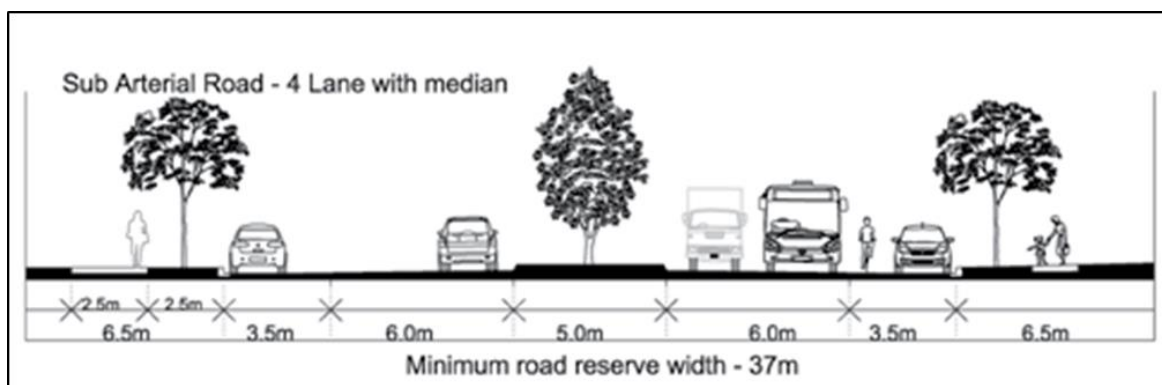 Sub Arterial Road - 4 Lane with median
2.5m 2.5m
6.5m 3.5m 6.0m 5.0m 6.0m 3.5m 6.5m
Minimum road reserve width - 37m